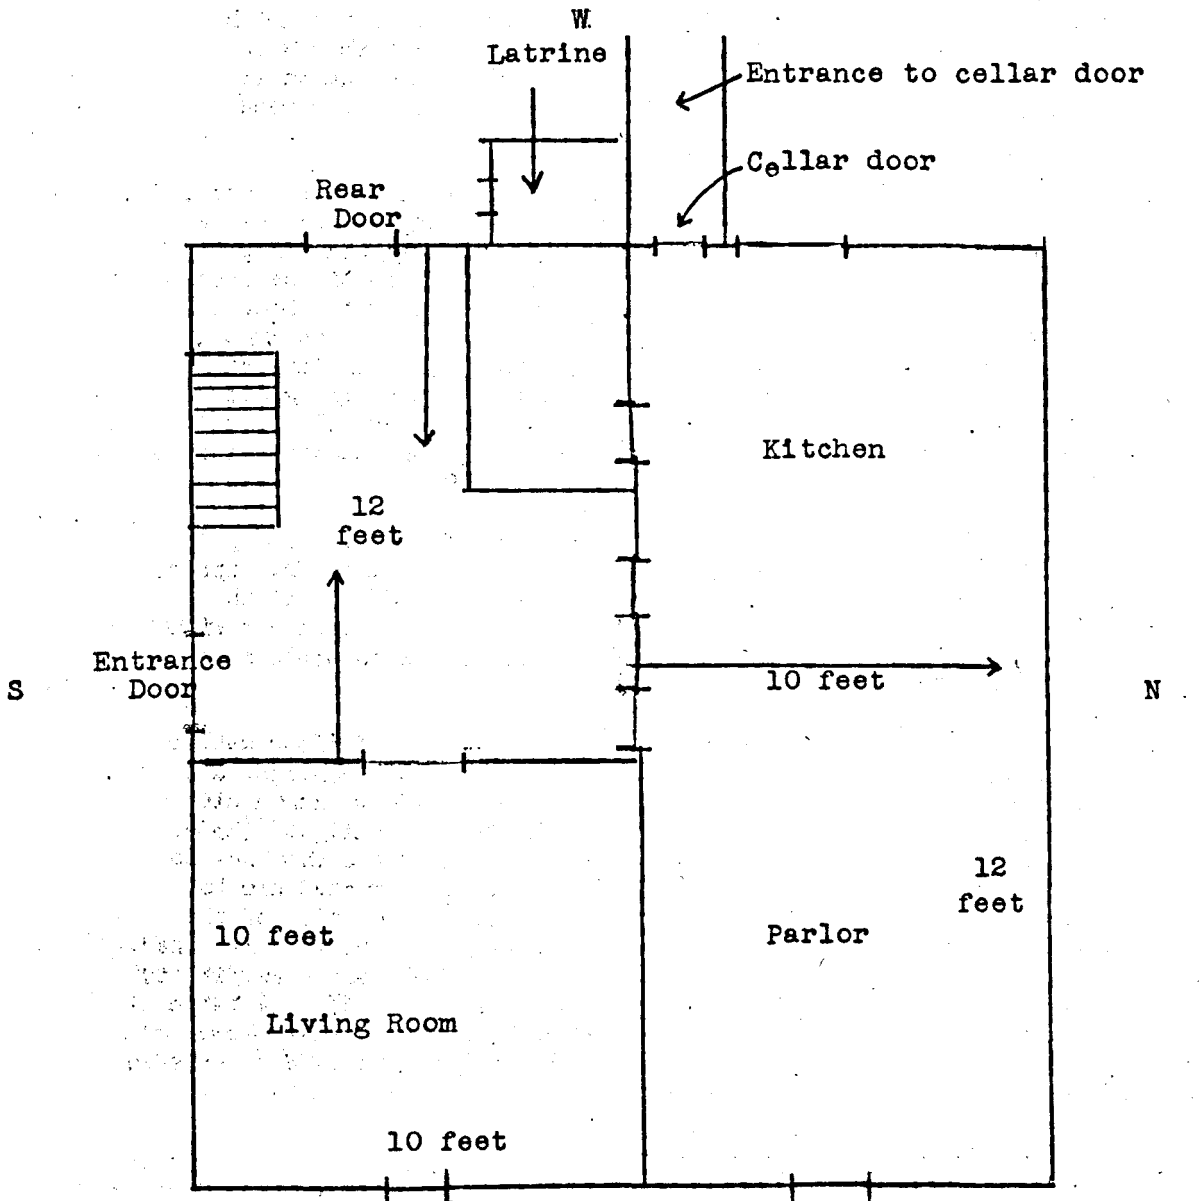 W.
Latrine
Entrance to cellar door
Cellar door
Rear
Door
Kitchen
12
feet
Entrance
Door
S
10 feet
N
12
feet
10 feet
Parlor
Living Room
10 feet